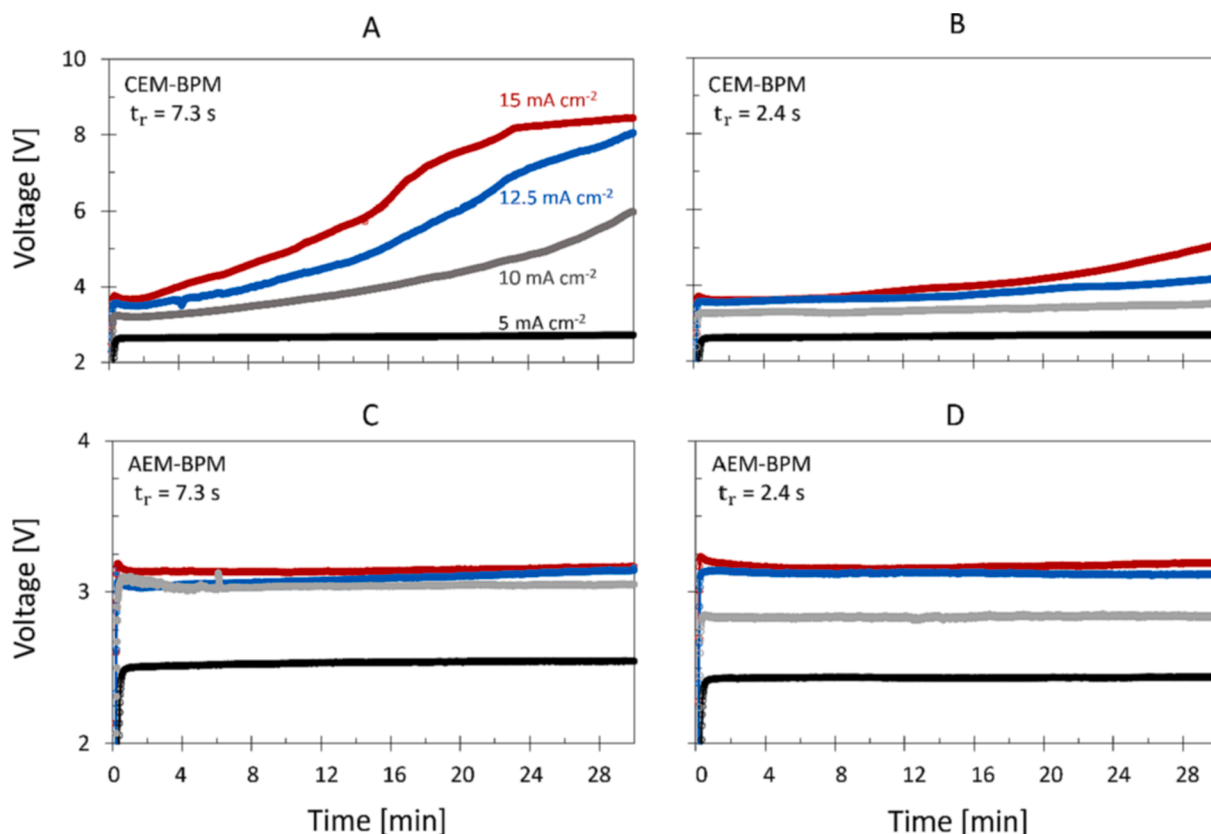 A
B
10
8
6
4
2
Voltage [V]
CEM-BPM
t_r = 7.3 s
15 mA cm⁻²
12.5 mA cm⁻²
10 mA cm⁻²
5 mA cm⁻²
CEM-BPM
t_r = 2.4 s
C
D
4
3
2
Voltage [V]
AEM-BPM
t_r = 7.3 s
AEM-BPM
t_r = 2.4 s
0 4 8 12 14 16 20 24 28
0 4 8 12 16 20 24 28
Time [min]
Time [min]